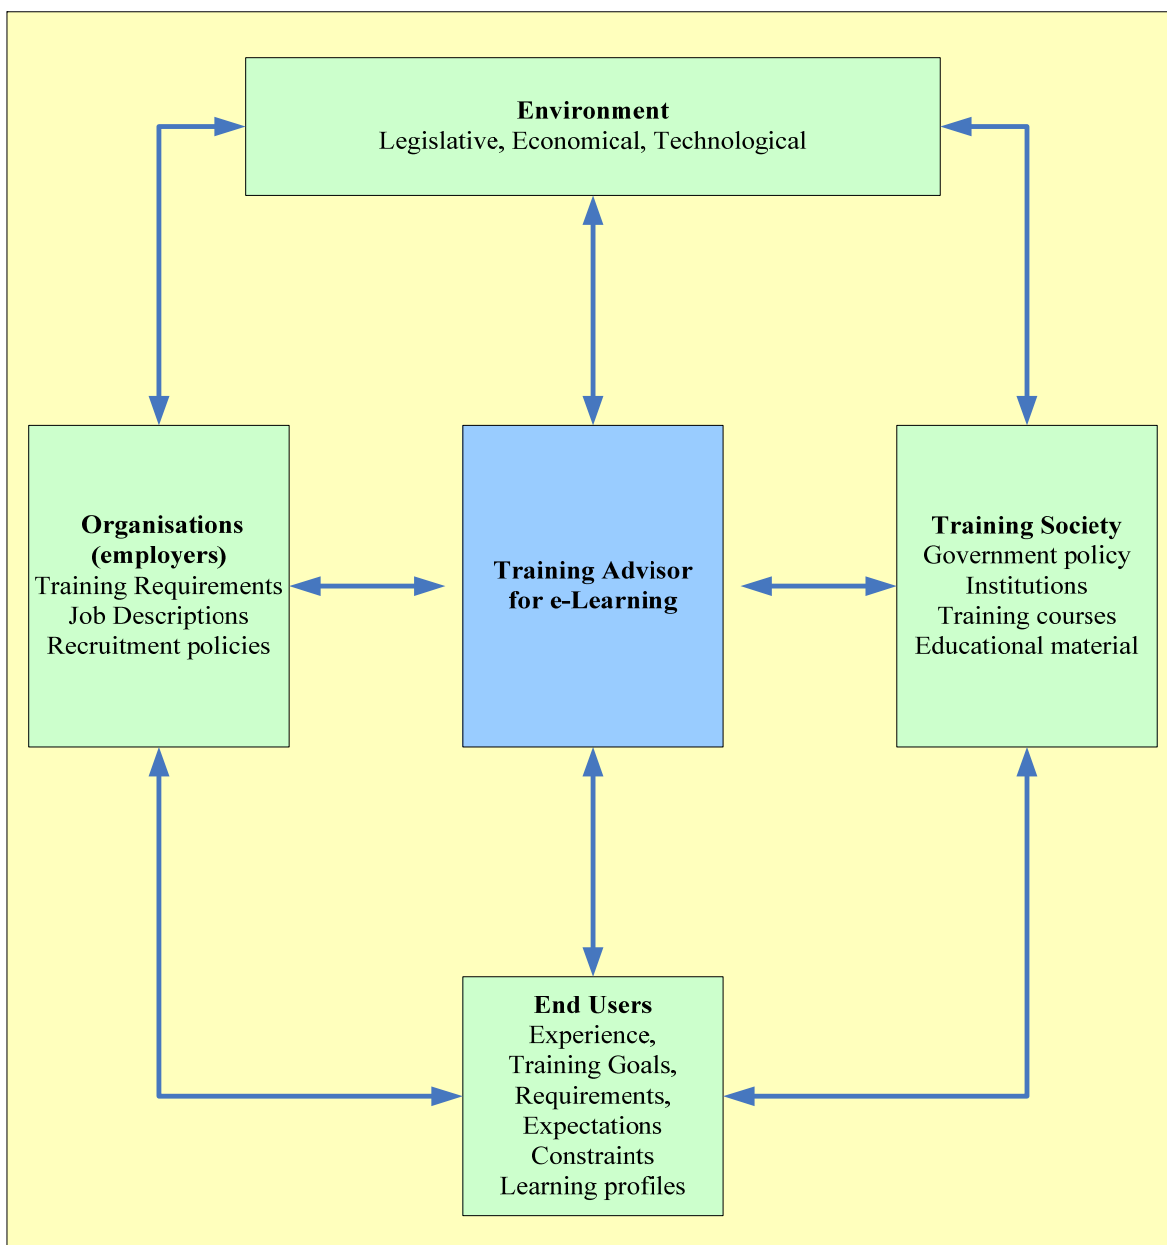 Environment
Legislative, Economical, Technological
Organisations
(employers)
Training Requirements
Job Descriptions
Recruitment policies
Training Advisor
for e-Learning
Training Society
Government policy
Institutions
Training courses
Educational material
End Users
Experience,
Training Goals,
Requirements,
Expectations
Constraints
Learning profiles